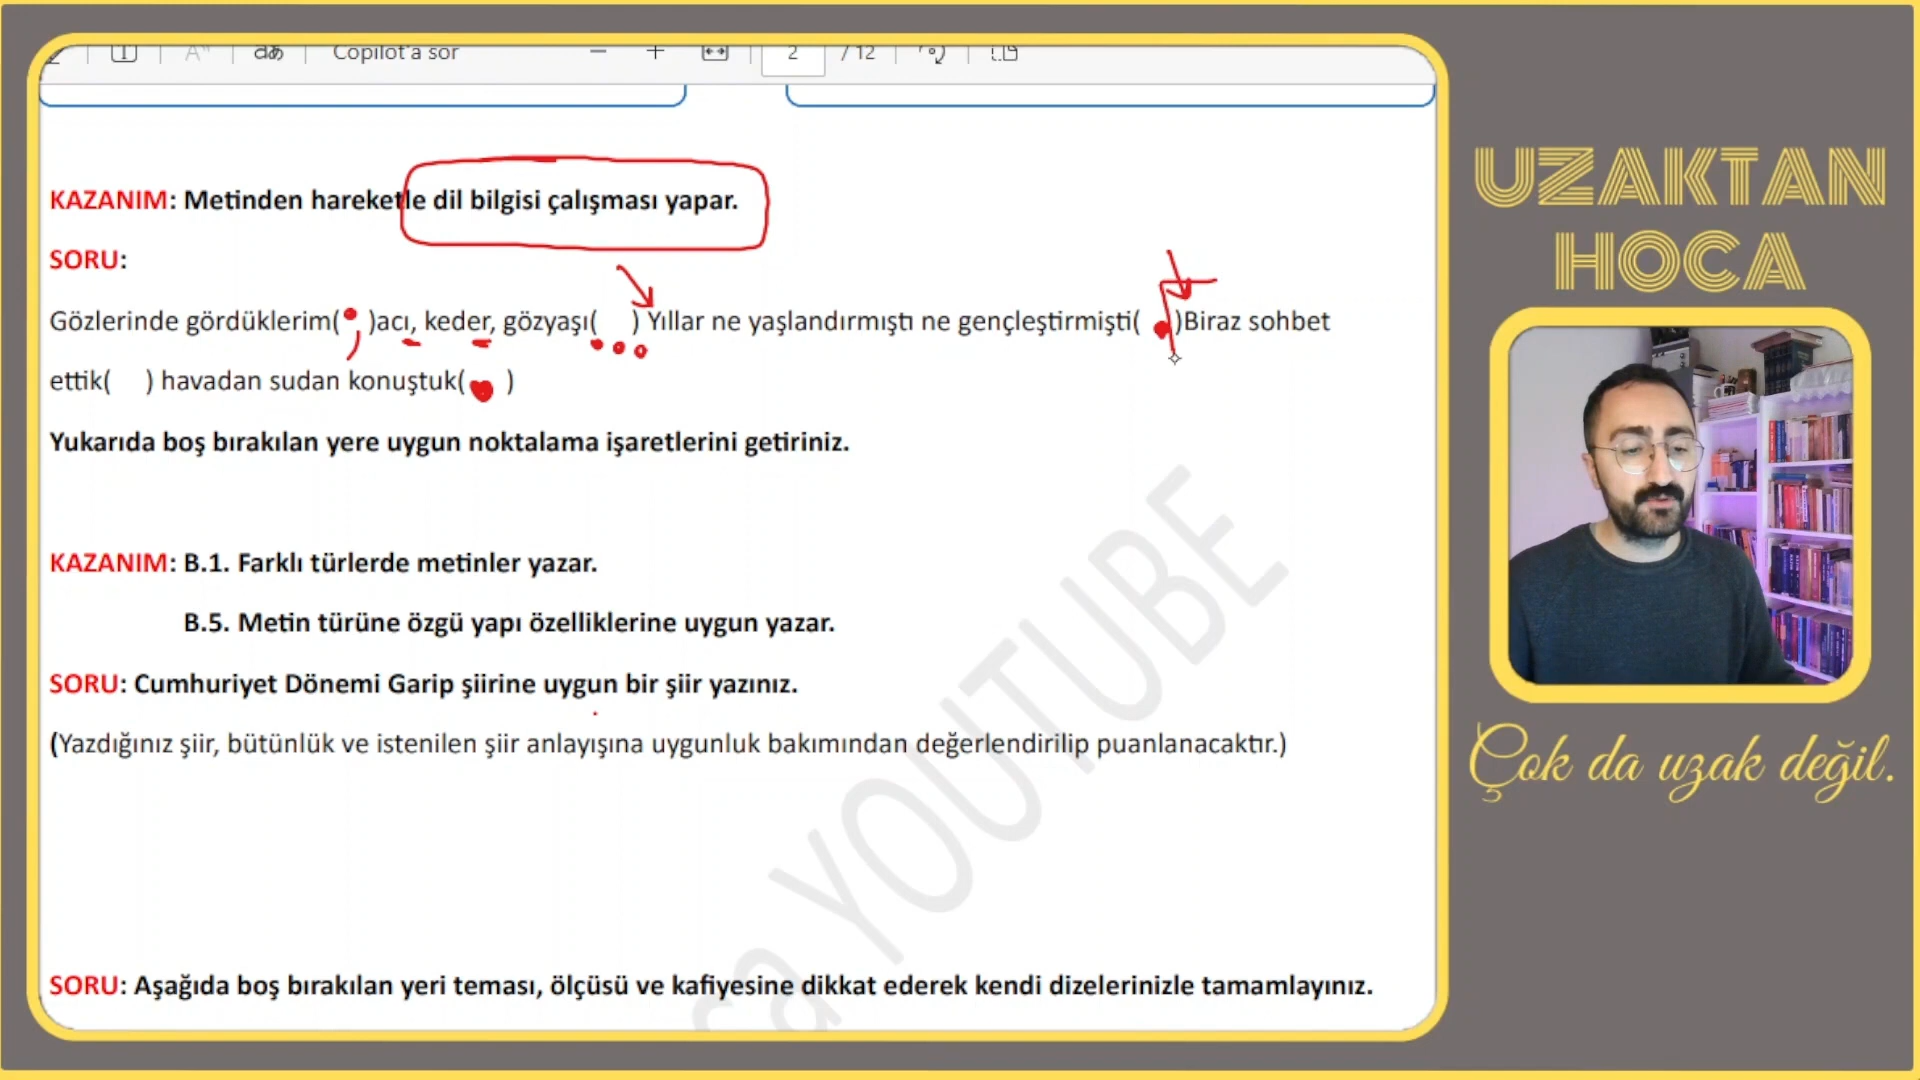 Copilot'a sor
2 / 12
KAZANIM: Metinden hareketle dil bilgisi çalışması yapar.
SORU:
Gözlerinde gördüklerim( ; )acı, keder, gözyaşı( ... ) Yıllar ne yaşlandırmıştı ne gençleştirmişti( . )Biraz sohbet
ettik( ) havadan sudan konuştuk( . )
Yukarıda boş bırakılan yere uygun noktalama işaretlerini getiriniz.
KAZANIM: B.1. Farklı türlerde metinler yazar.
B.5. Metin türüne özgü yapı özelliklerine uygun yazar.
SORU: Cumhuriyet Dönemi Garip şiirine uygun bir şiir yazınız.
(Yazdığınız şiir, bütünlük ve istenilen şiir anlayışına uygunluk bakımından değerlendirilip puanlanacaktır.)
SORU: Aşağıda boş bırakılan yeri teması, ölçüsü ve kafiyesine dikkat ederek kendi dizelerinizle tamamlayınız.
YOUTUBE
UZAKTAN
HOCA
Çok da uzak değil.